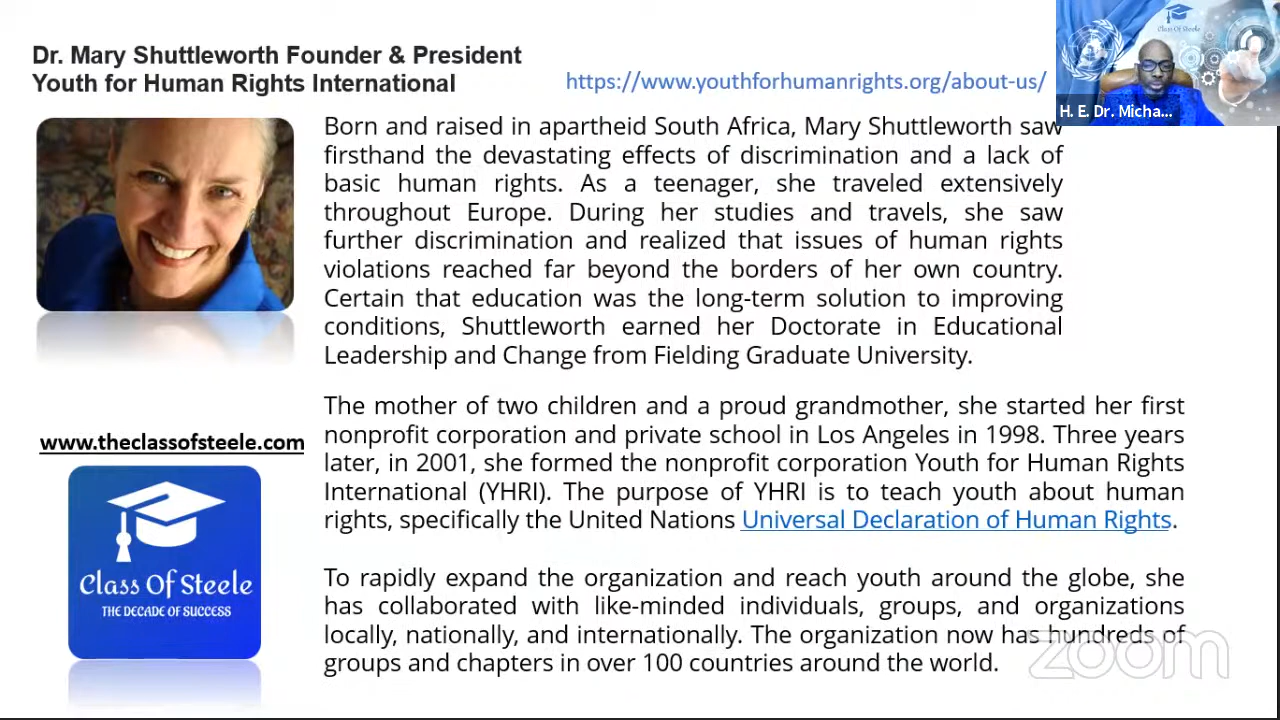 Dr. Mary Shuttleworth Founder & President
Youth for Human Rights International
https://www.youthforhumanrights.org/about-us/
Class Of Steele
H. E. Dr. Micha...
Born and raised in apartheid South Africa, Mary Shuttleworth saw
firsthand the devastating effects of discrimination and a lack of
basic human rights. As a teenager, she traveled extensively
throughout Europe. During her studies and travels, she saw
further discrimination and realized that issues of human rights
violations reached far beyond the borders of her own country.
Certain that education was the long-term solution to improving
conditions, Shuttleworth earned her Doctorate in Educational
Leadership and Change from Fielding Graduate University.
The mother of two children and a proud grandmother, she started her first
nonprofit corporation and private school in Los Angeles in 1998. Three years
later, in 2001, she formed the nonprofit corporation Youth for Human Rights
International (YHRI). The purpose of YHRI is to teach youth about human
rights, specifically the United Nations Universal Declaration of Human Rights.
www.theclassofsteele.com
Class Of Steele
THE DECADE OF SUCCESS
To rapidly expand the organization and reach youth around the globe, she
has collaborated with like-minded individuals, groups, and organizations
locally, nationally, and internationally. The organization now has hundreds of
groups and chapters in over 100 countries around the world.
zoom